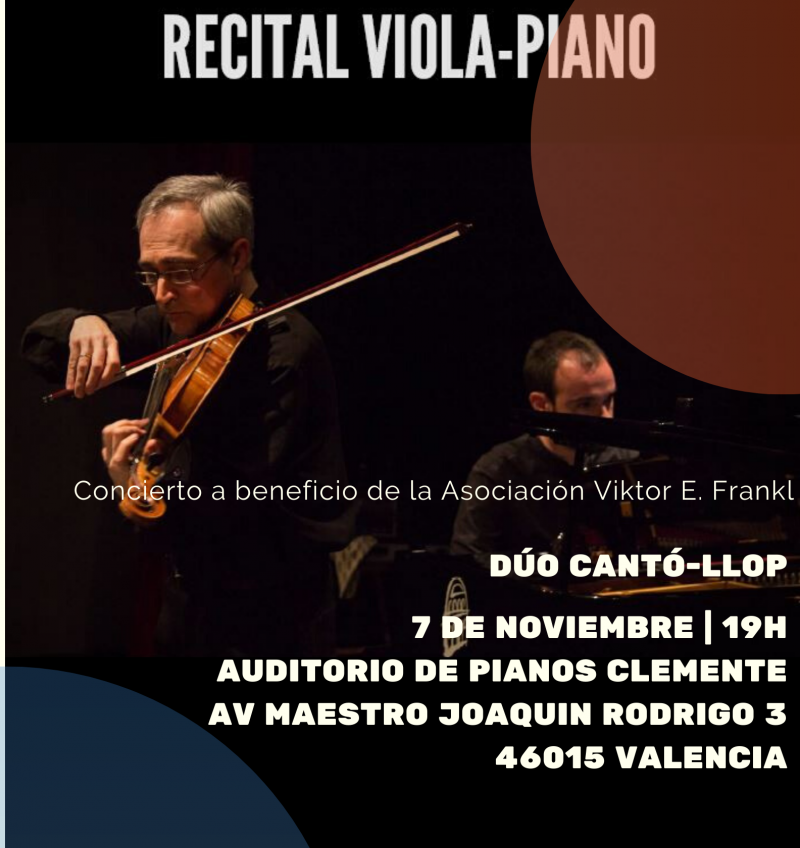 RECITAL VIOLA-PIANO
Concierto a beneficio de la Asociación Viktor E. Frankl
DÚO CANTÓ-LLOP
7 DE NOVIEMBRE | 19H
AUDITORIO DE PIANOS CLEMENTE
AV MAESTRO JOAQUIN RODRIGO 3
46015 VALENCIA